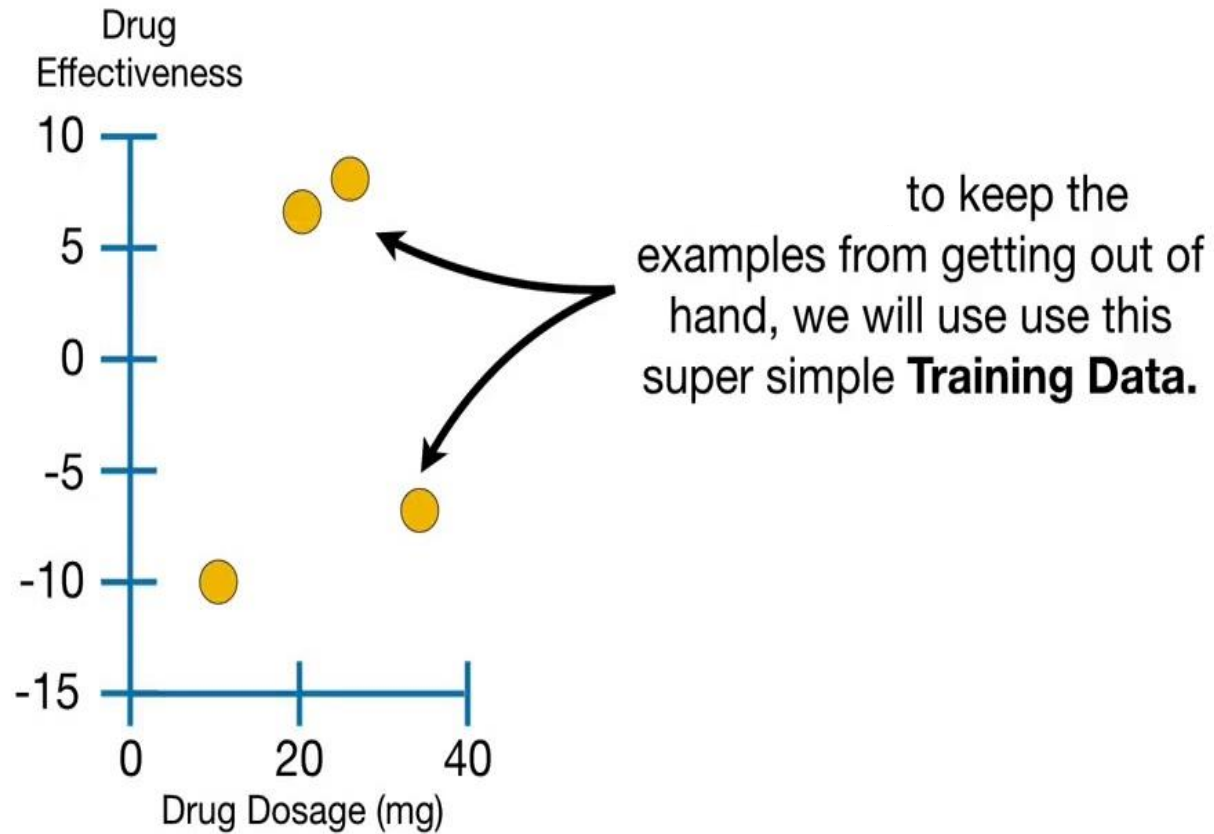 Drug
Effectiveness
10
5
0
-5
-10
-15
0 20 40
Drug Dosage (mg)
to keep the
examples from getting out of
hand, we will use use this
super simple Training Data.